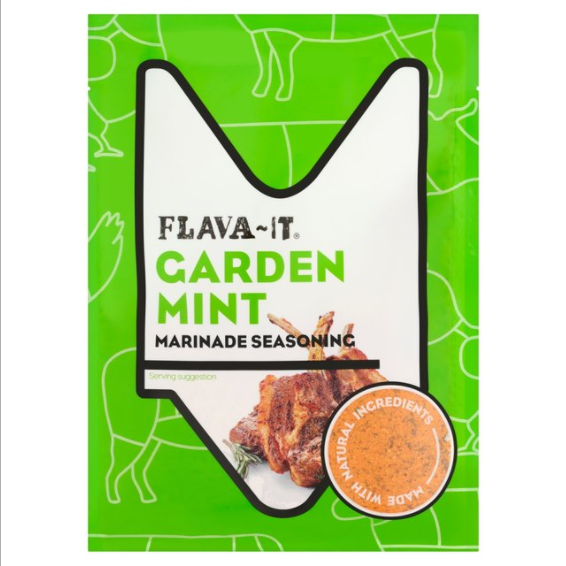 FLAVA~IT®
GARDEN
MINT
MARINADE SEASONING
Serving suggestion
MADE WITH NATURAL INGREDIENTS